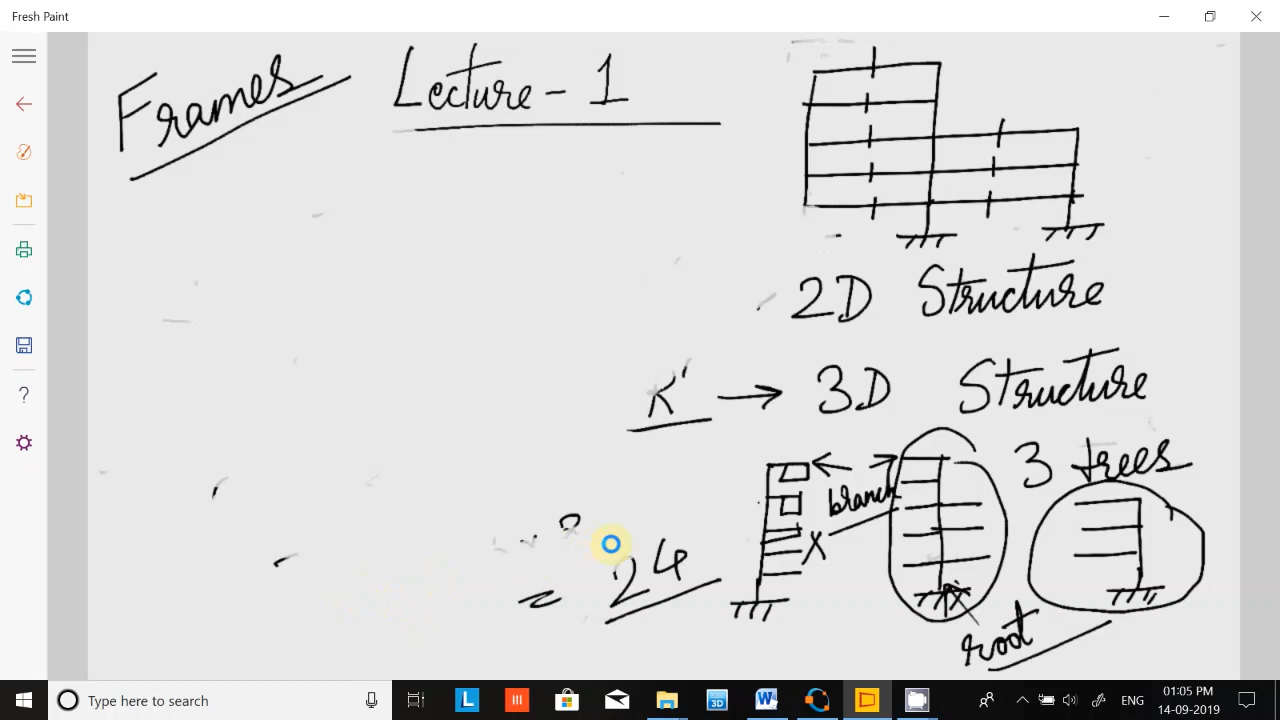 Fresh Paint
Frames Lecture - 1
2D Structure
K' → 3D Structure
3 trees
branch
X
= 24
root
?
Type here to search
L
3D
W
ENG
01:05 PM
14-09-2019